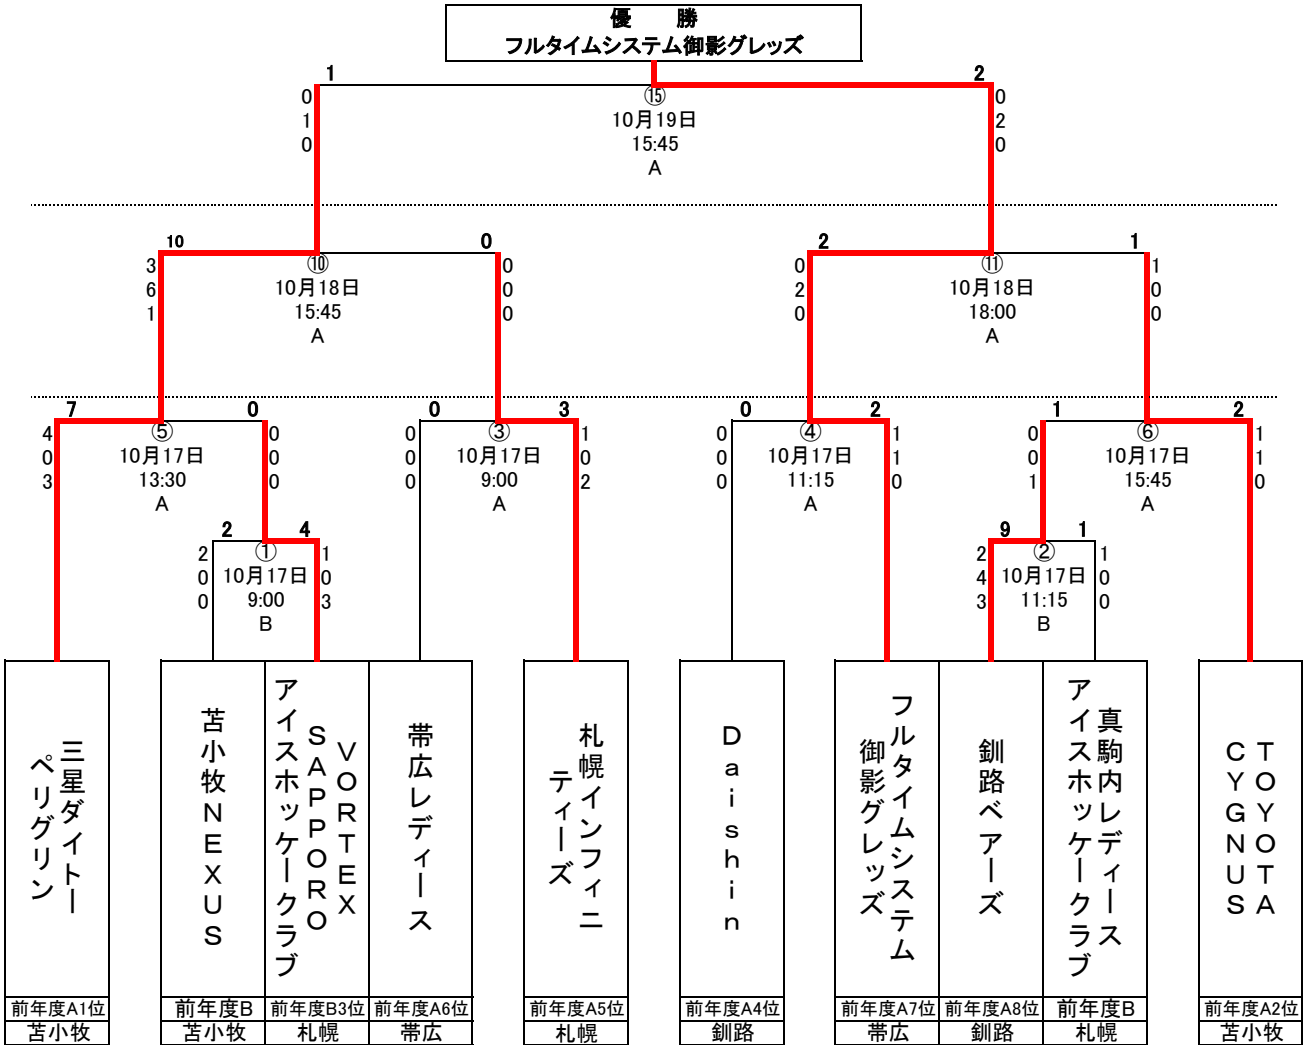 優　勝
フルタイムシステム御影グレッズ
1
2
0
1
0
⑮
10月19日
15:45
A
0
2
0
10
0
3
6
1
⑩
10月18日
15:45
A
0
0
0
2
1
0
2
0
⑪
10月18日
18:00
A
1
0
0
7
0
4
0
3
⑤
10月17日
13:30
A
0
0
0
0
3
0
0
0
③
10月17日
9:00
A
1
0
2
0
2
0
0
0
④
10月17日
11:15
A
1
1
0
1
2
0
0
1
⑥
10月17日
15:45
A
1
1
0
2
4
2
0
0
①
10月17日
9:00
B
1
0
3
9
1
2
4
3
②
10月17日
11:15
B
1
0
0
三星ダイトー
ペリグリン
苫小牧NEXUS
VORTEX
SAPPORO
アイスホッケークラブ
帯広レディース
札幌インフィニ
ティーズ
Daishin
フルタイムシステム
御影グレッズ
釧路ベアーズ
真駒内レディース
アイスホッケークラブ
TOYOTA
CYGNUS
前年度A1位
前年度B
前年度B3位
前年度A6位
前年度A5位
前年度A4位
前年度A7位
前年度A8位
前年度B
前年度A2位
苫小牧
苫小牧
札幌
帯広
札幌
釧路
帯広
釧路
札幌
苫小牧